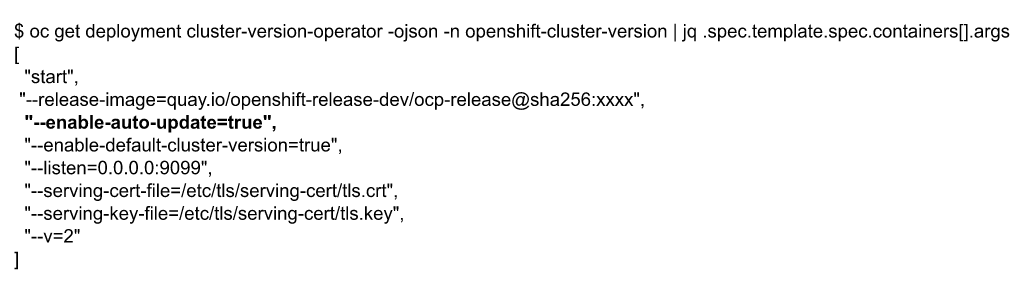 $ oc get deployment cluster-version-operator -ojson -n openshift-cluster-version | jq .spec.template.spec.containers[].args
[
"start",
"--release-image=quay.io/openshift-release-dev/ocp-release@sha256:xxxx",
"--enable-auto-update=true",
"--enable-default-cluster-version=true",
"--listen=0.0.0.0:9099",
"--serving-cert-file=/etc/tls/serving-cert/tls.crt",
"--serving-key-file=/etc/tls/serving-cert/tls.key",
"--v=2"
]